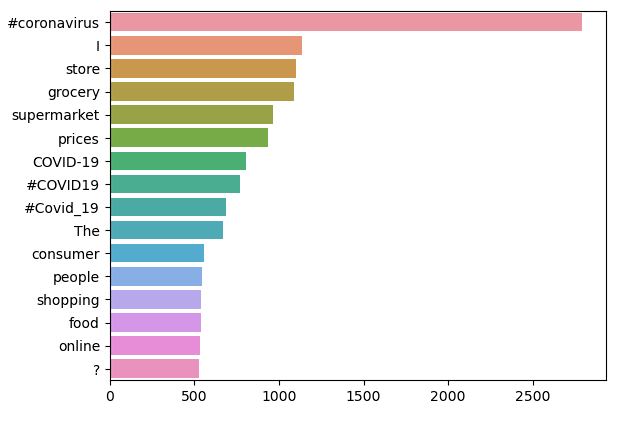 #coronavirus
I
store
grocery
supermarket
prices
COVID-19
#COVID19
#Covid_19
The
consumer
people
shopping
food
online
?
0 500 1000 1500 2000 2500